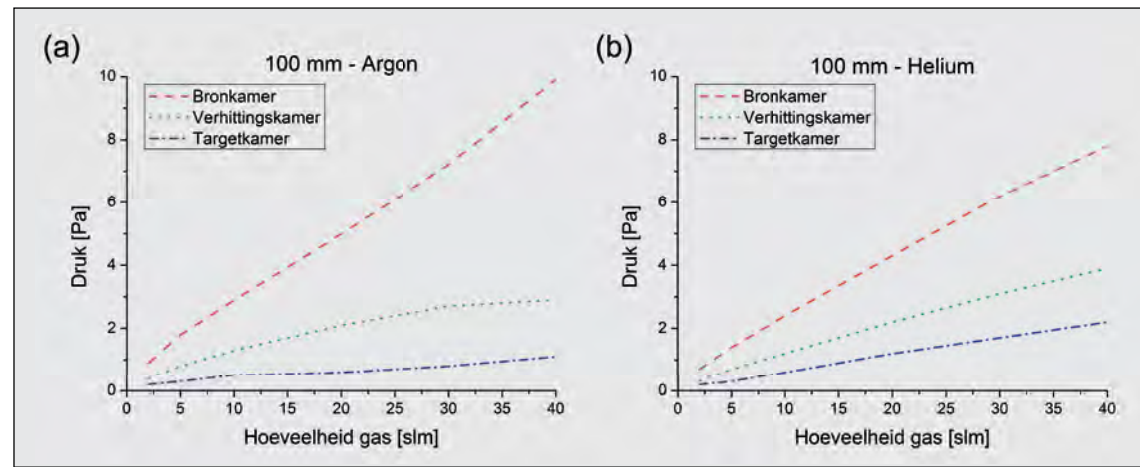 (a)
100 mm - Argon
10
8
6
4
2
0
Druk [Pa]
Bronkamer
Verhittingskamer
Targetkamer
0 5 10 15 20 25 30 35 40
Hoeveelheid gas [slm]
(b)
100 mm - Helium
10
8
6
4
2
0
Druk [Pa]
Bronkamer
Verhittingskamer
Targetkamer
0 5 10 15 20 25 30 35 40
Hoeveelheid gas [slm]